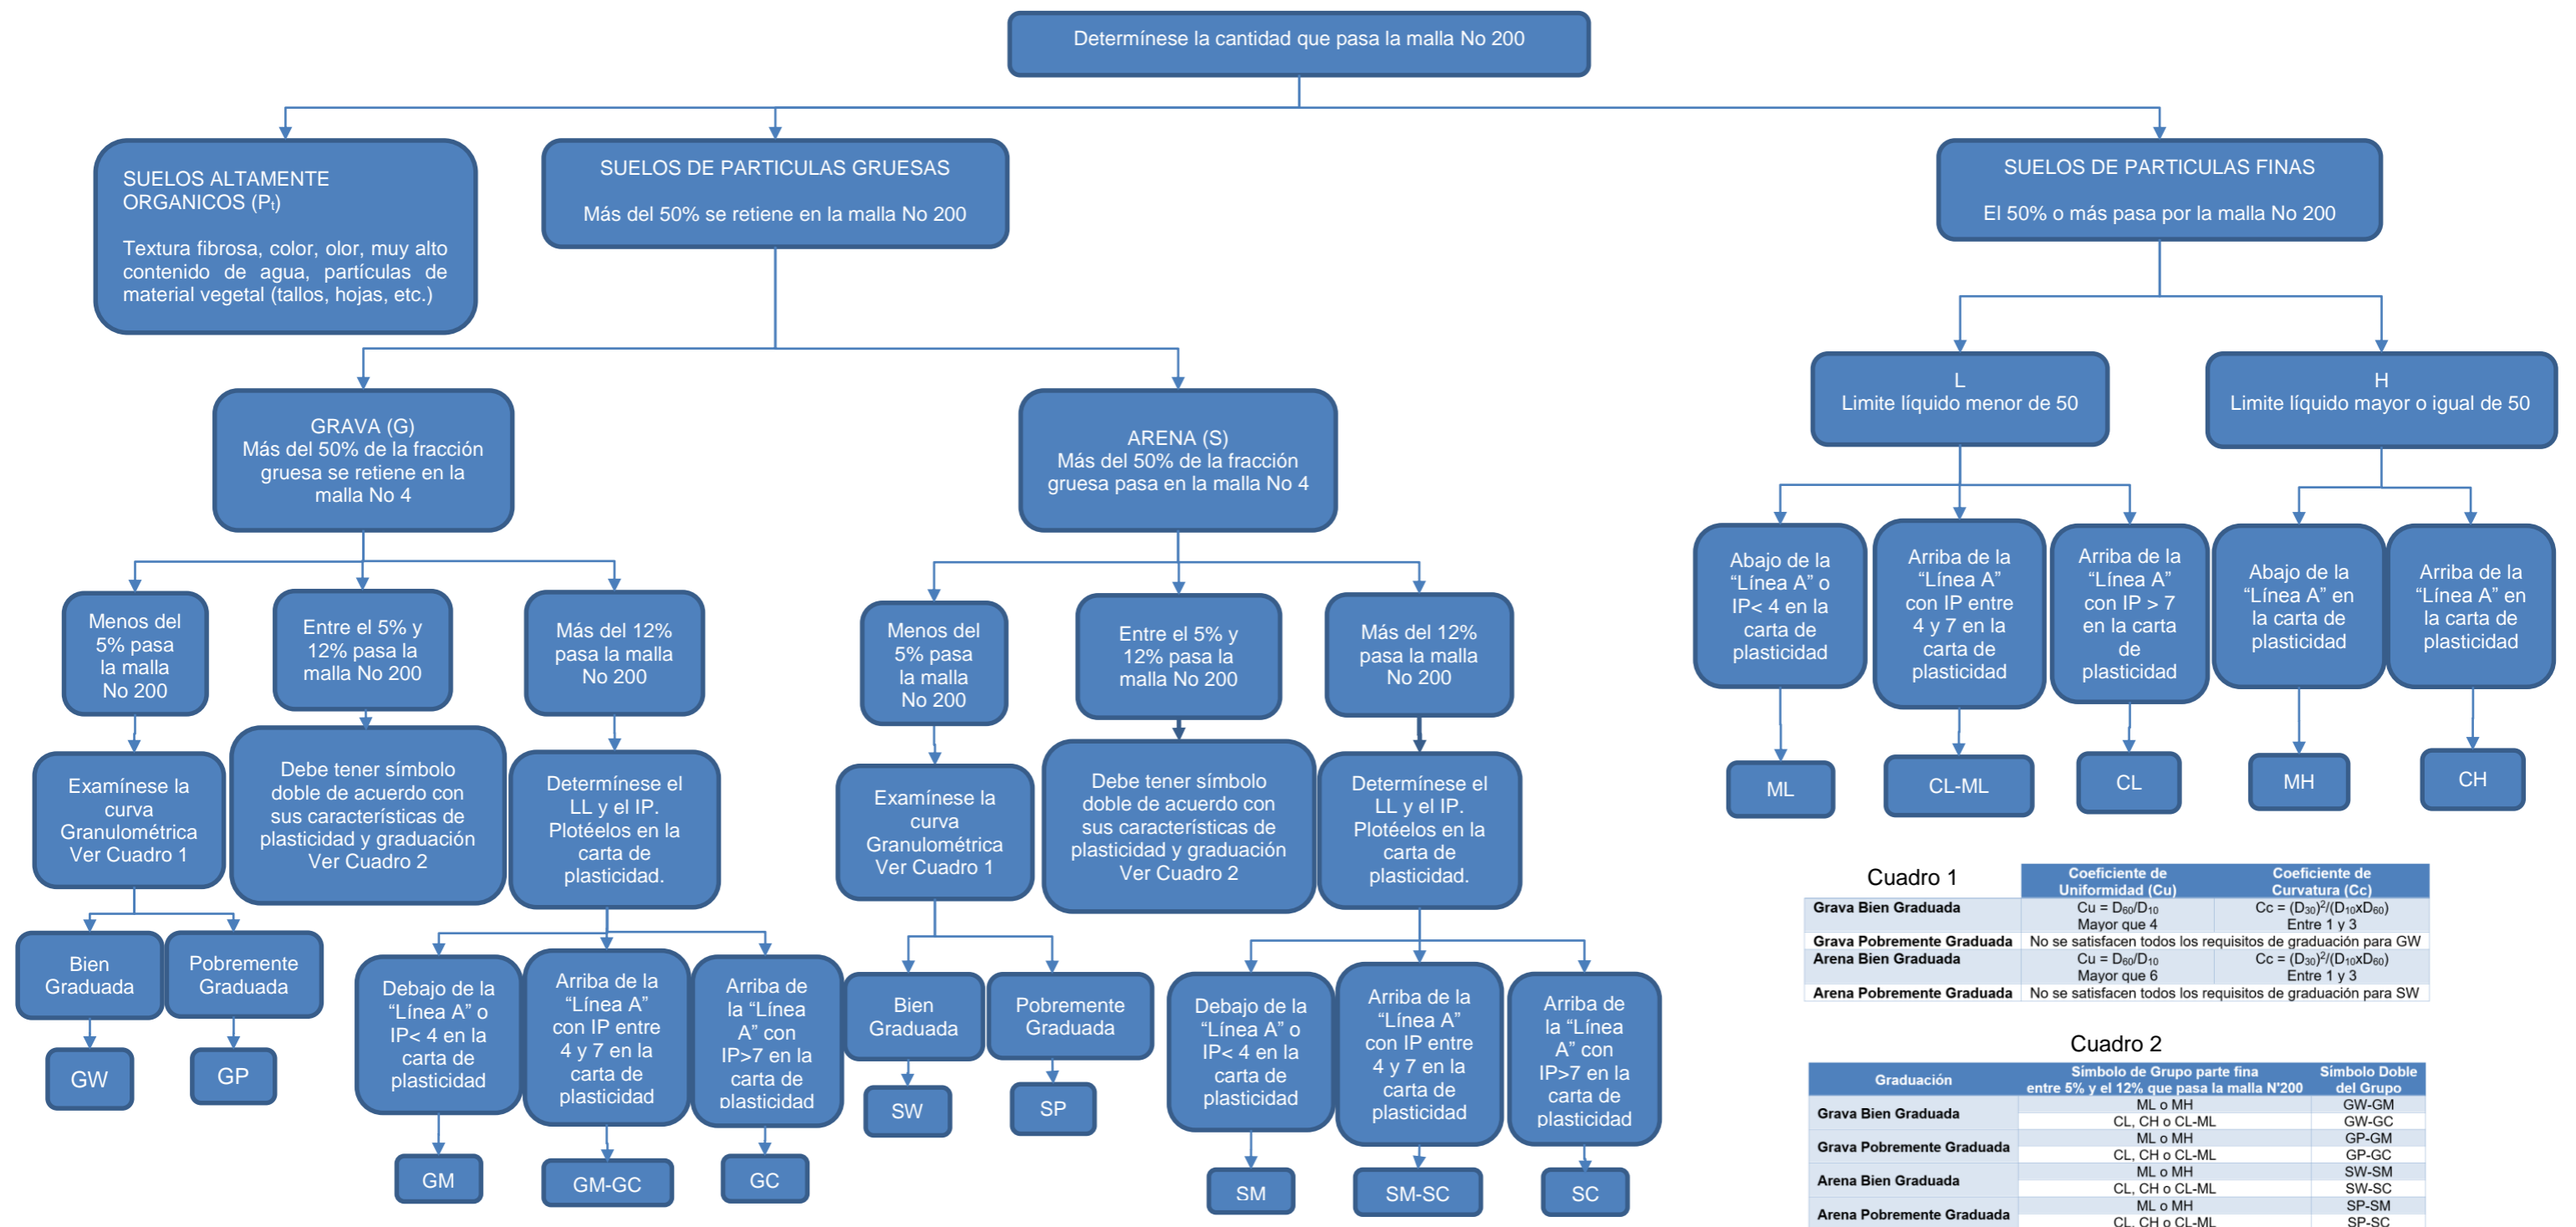 Determínese la cantidad que pasa la malla No 200
SUELOS ALTAMENTE
ORGANICOS (Pt)
Textura fibrosa, color, olor, muy alto
contenido de agua, partículas de
material vegetal (tallos, hojas, etc.)
SUELOS DE PARTICULAS GRUESAS
Más del 50% se retiene en la malla No 200
SUELOS DE PARTICULAS FINAS
El 50% o más pasa por la malla No 200
GRAVA (G)
Más del 50% de la fracción
gruesa se retiene en la
malla No 4
ARENA (S)
Más del 50% de la fracción
gruesa pasa en la malla No 4
L
Limite líquido menor de 50
H
Limite líquido mayor o igual de 50
Menos del
5% pasa
la malla
No 200
Entre el 5% y
12% pasa la
malla No 200
Más del 12%
pasa la malla
No 200
Menos del
5% pasa
la malla
No 200
Entre el 5% y
12% pasa la
malla No 200
Más del 12%
pasa la malla
No 200
Abajo de la
“Línea A” o
IP< 4 en la
carta de
plasticidad
Arriba de la
“Línea A”
con IP entre
4 y 7 en la
carta de
plasticidad
Arriba de la
“Línea A”
con IP > 7
en la carta
de
plasticidad
Abajo de la
“Línea A” en
la carta de
plasticidad
Arriba de la
“Línea A” en
la carta de
plasticidad
Examínese la
curva
Granulométrica
Ver Cuadro 1
Debe tener símbolo
doble de acuerdo con
sus características de
plasticidad y graduación
Ver Cuadro 2
Determínese el
LL y el IP.
Plotéelos en la
carta de
plasticidad.
Examínese la
curva
Granulométrica
Ver Cuadro 1
Debe tener símbolo
doble de acuerdo con
sus características de
plasticidad y graduación
Ver Cuadro 2
Determínese el
LL y el IP.
Plotéelos en la
carta de
plasticidad.
ML
CL-ML
CL
MH
CH
Bien
Graduada
Pobremente
Graduada
Debajo de la
“Línea A” o
IP< 4 en la
carta de
plasticidad
Arriba de la
“Línea A”
con IP entre
4 y 7 en la
carta de
plasticidad
Arriba de
la “Línea
A” con
IP>7 en la
carta de
plasticidad
Bien
Graduada
Pobremente
Graduada
Debajo de la
“Línea A” o
IP< 4 en la
carta de
plasticidad
Arriba de la
“Línea A”
con IP entre
4 y 7 en la
carta de
plasticidad
Arriba de
la “Línea
A” con
IP>7 en la
carta de
plasticidad
GW
GP
GM
GM-GC
GC
SW
SP
SM
SM-SC
SC
Cuadro 1
Coeficiente de Uniformidad (Cu) Coeficiente de Curvatura (Cc)
Grava Bien Graduada Cu = D60/D10 Mayor que 4 Cc = (D30)²/(D10xD60) Entre 1 y 3
Grava Pobremente Graduada No se satisfacen todos los requisitos de graduación para GW
Arena Bien Graduada Cu = D60/D10 Mayor que 6 Cc = (D30)²/(D10xD60) Entre 1 y 3
Arena Pobremente Graduada No se satisfacen todos los requisitos de graduación para SW
Cuadro 2
Graduación Símbolo de Grupo parte fina entre 5% y el 12% que pasa la malla N'200 Símbolo Doble del Grupo
Grava Bien Graduada ML o MH GW-GM
CL, CH o CL-ML GW-GC
Grava Pobremente Graduada ML o MH GP-GM
CL, CH o CL-ML GP-GC
Arena Bien Graduada ML o MH SW-SM
CL, CH o CL-ML SW-SC
Arena Pobremente Graduada ML o MH SP-SM
CL, CH o CL-ML SP-SC